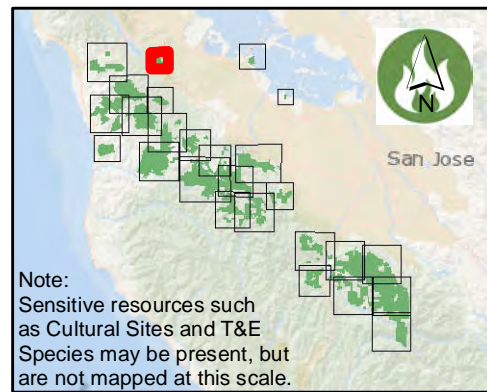 N
San Jose
Note:
Sensitive resources such
as Cultural Sites and T&E
Species may be present, but
are not mapped at this scale.